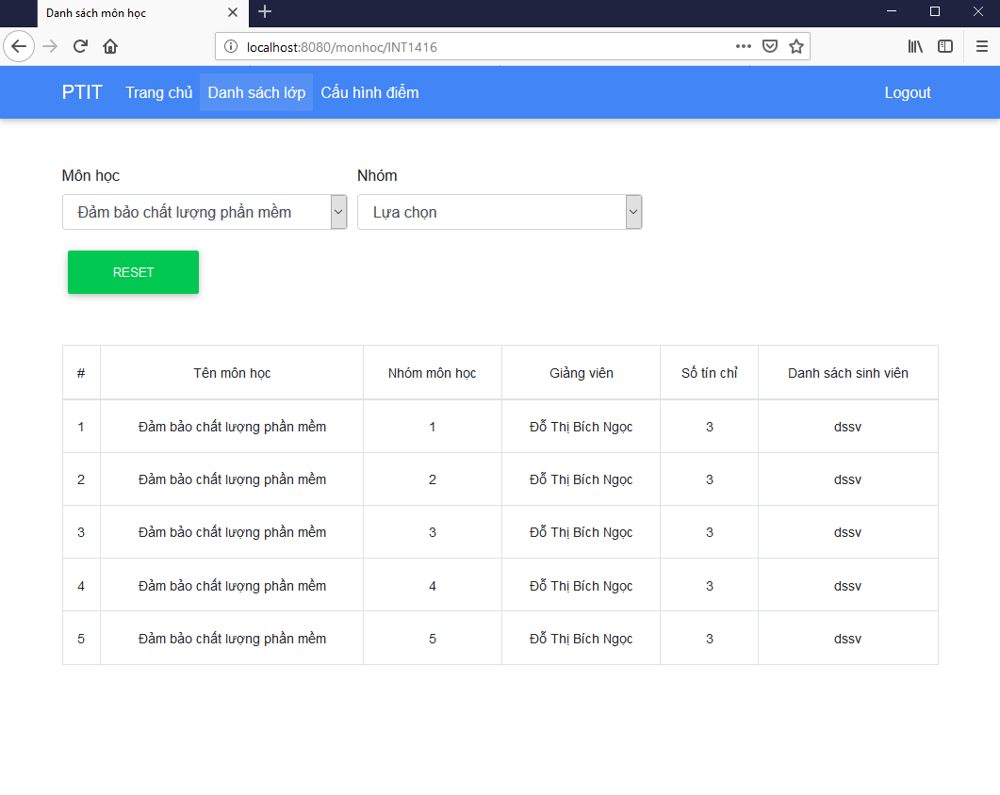 Danh sách môn học
localhost:8080/monhoc/INT1416
PTIT Trang chủ Danh sách lớp Cấu hình điểm Logout
Môn học Nhóm
Đảm bảo chất lượng phần mềm Lựa chọn
RESET
# Tên môn học Nhóm môn học Giảng viên Số tín chỉ Danh sách sinh viên
1 Đảm bảo chất lượng phần mềm 1 Đỗ Thị Bích Ngọc 3 dssv
2 Đảm bảo chất lượng phần mềm 2 Đỗ Thị Bích Ngọc 3 dssv
3 Đảm bảo chất lượng phần mềm 3 Đỗ Thị Bích Ngọc 3 dssv
4 Đảm bảo chất lượng phần mềm 4 Đỗ Thị Bích Ngọc 3 dssv
5 Đảm bảo chất lượng phần mềm 5 Đỗ Thị Bích Ngọc 3 dssv